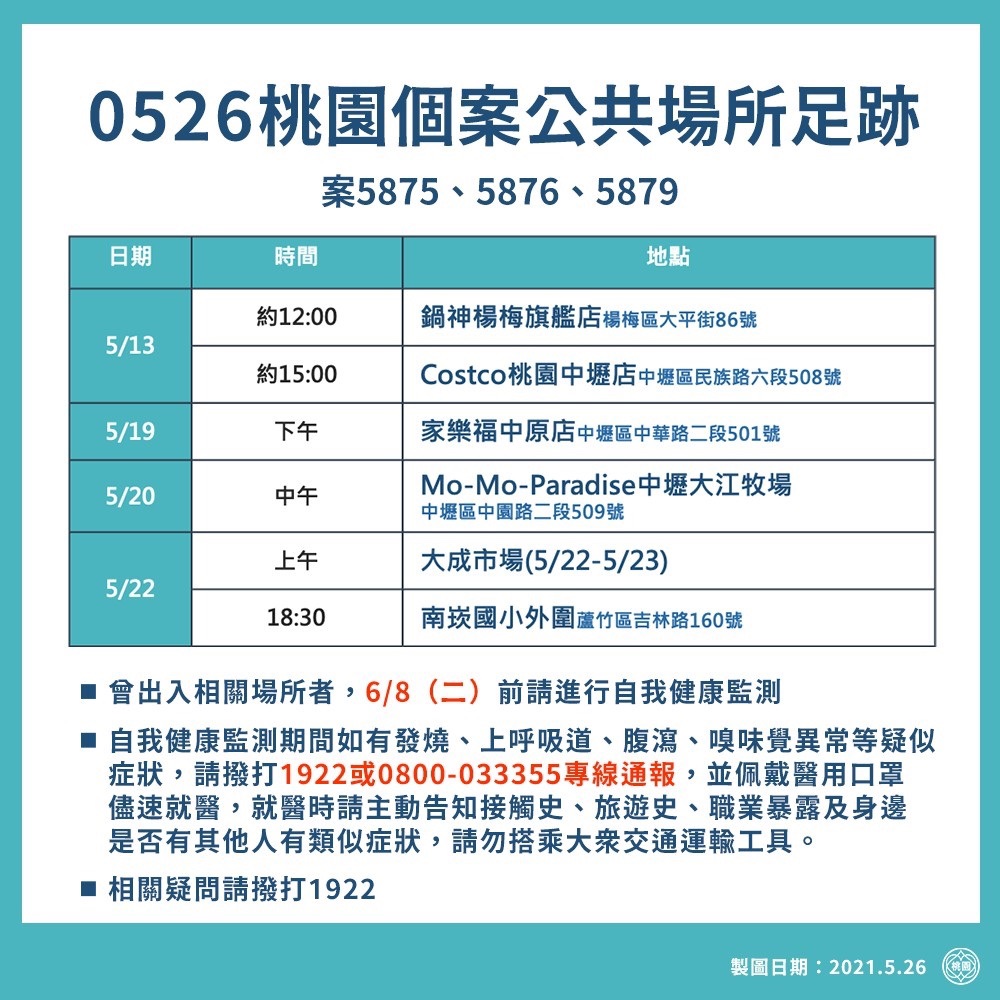 0526桃園個案公共場所足跡
案5875、5876、5879
日期 時間 地點
5/13 約12:00 鍋神楊梅旗艦店楊梅區大平街86號
約15:00 Costco桃園中壢店中壢區民族路六段508號
5/19 下午 家樂福中原店中壢區中華路二段501號
5/20 中午 Mo-Mo-Paradise中壢大江牧場
中壢區中園路二段509號
5/22 上午 大成市場(5/22-5/23)
18:30 南崁國小外圍蘆竹區吉林路160號
■ 曾出入相關場所者，6/8（二）前請進行自我健康監測
■ 自我健康監測期間如有發燒、上呼吸道、腹瀉、嗅味覺異常等疑似
症狀，請撥打1922或0800-033355專線通報，並佩戴醫用口罩
儘速就醫，就醫時請主動告知接觸史、旅遊史、職業暴露及身邊
是否有其他人有類似症狀，請勿搭乘大眾交通運輸工具。
■ 相關疑問請撥打1922
製圖日期：2021.5.26 桃園